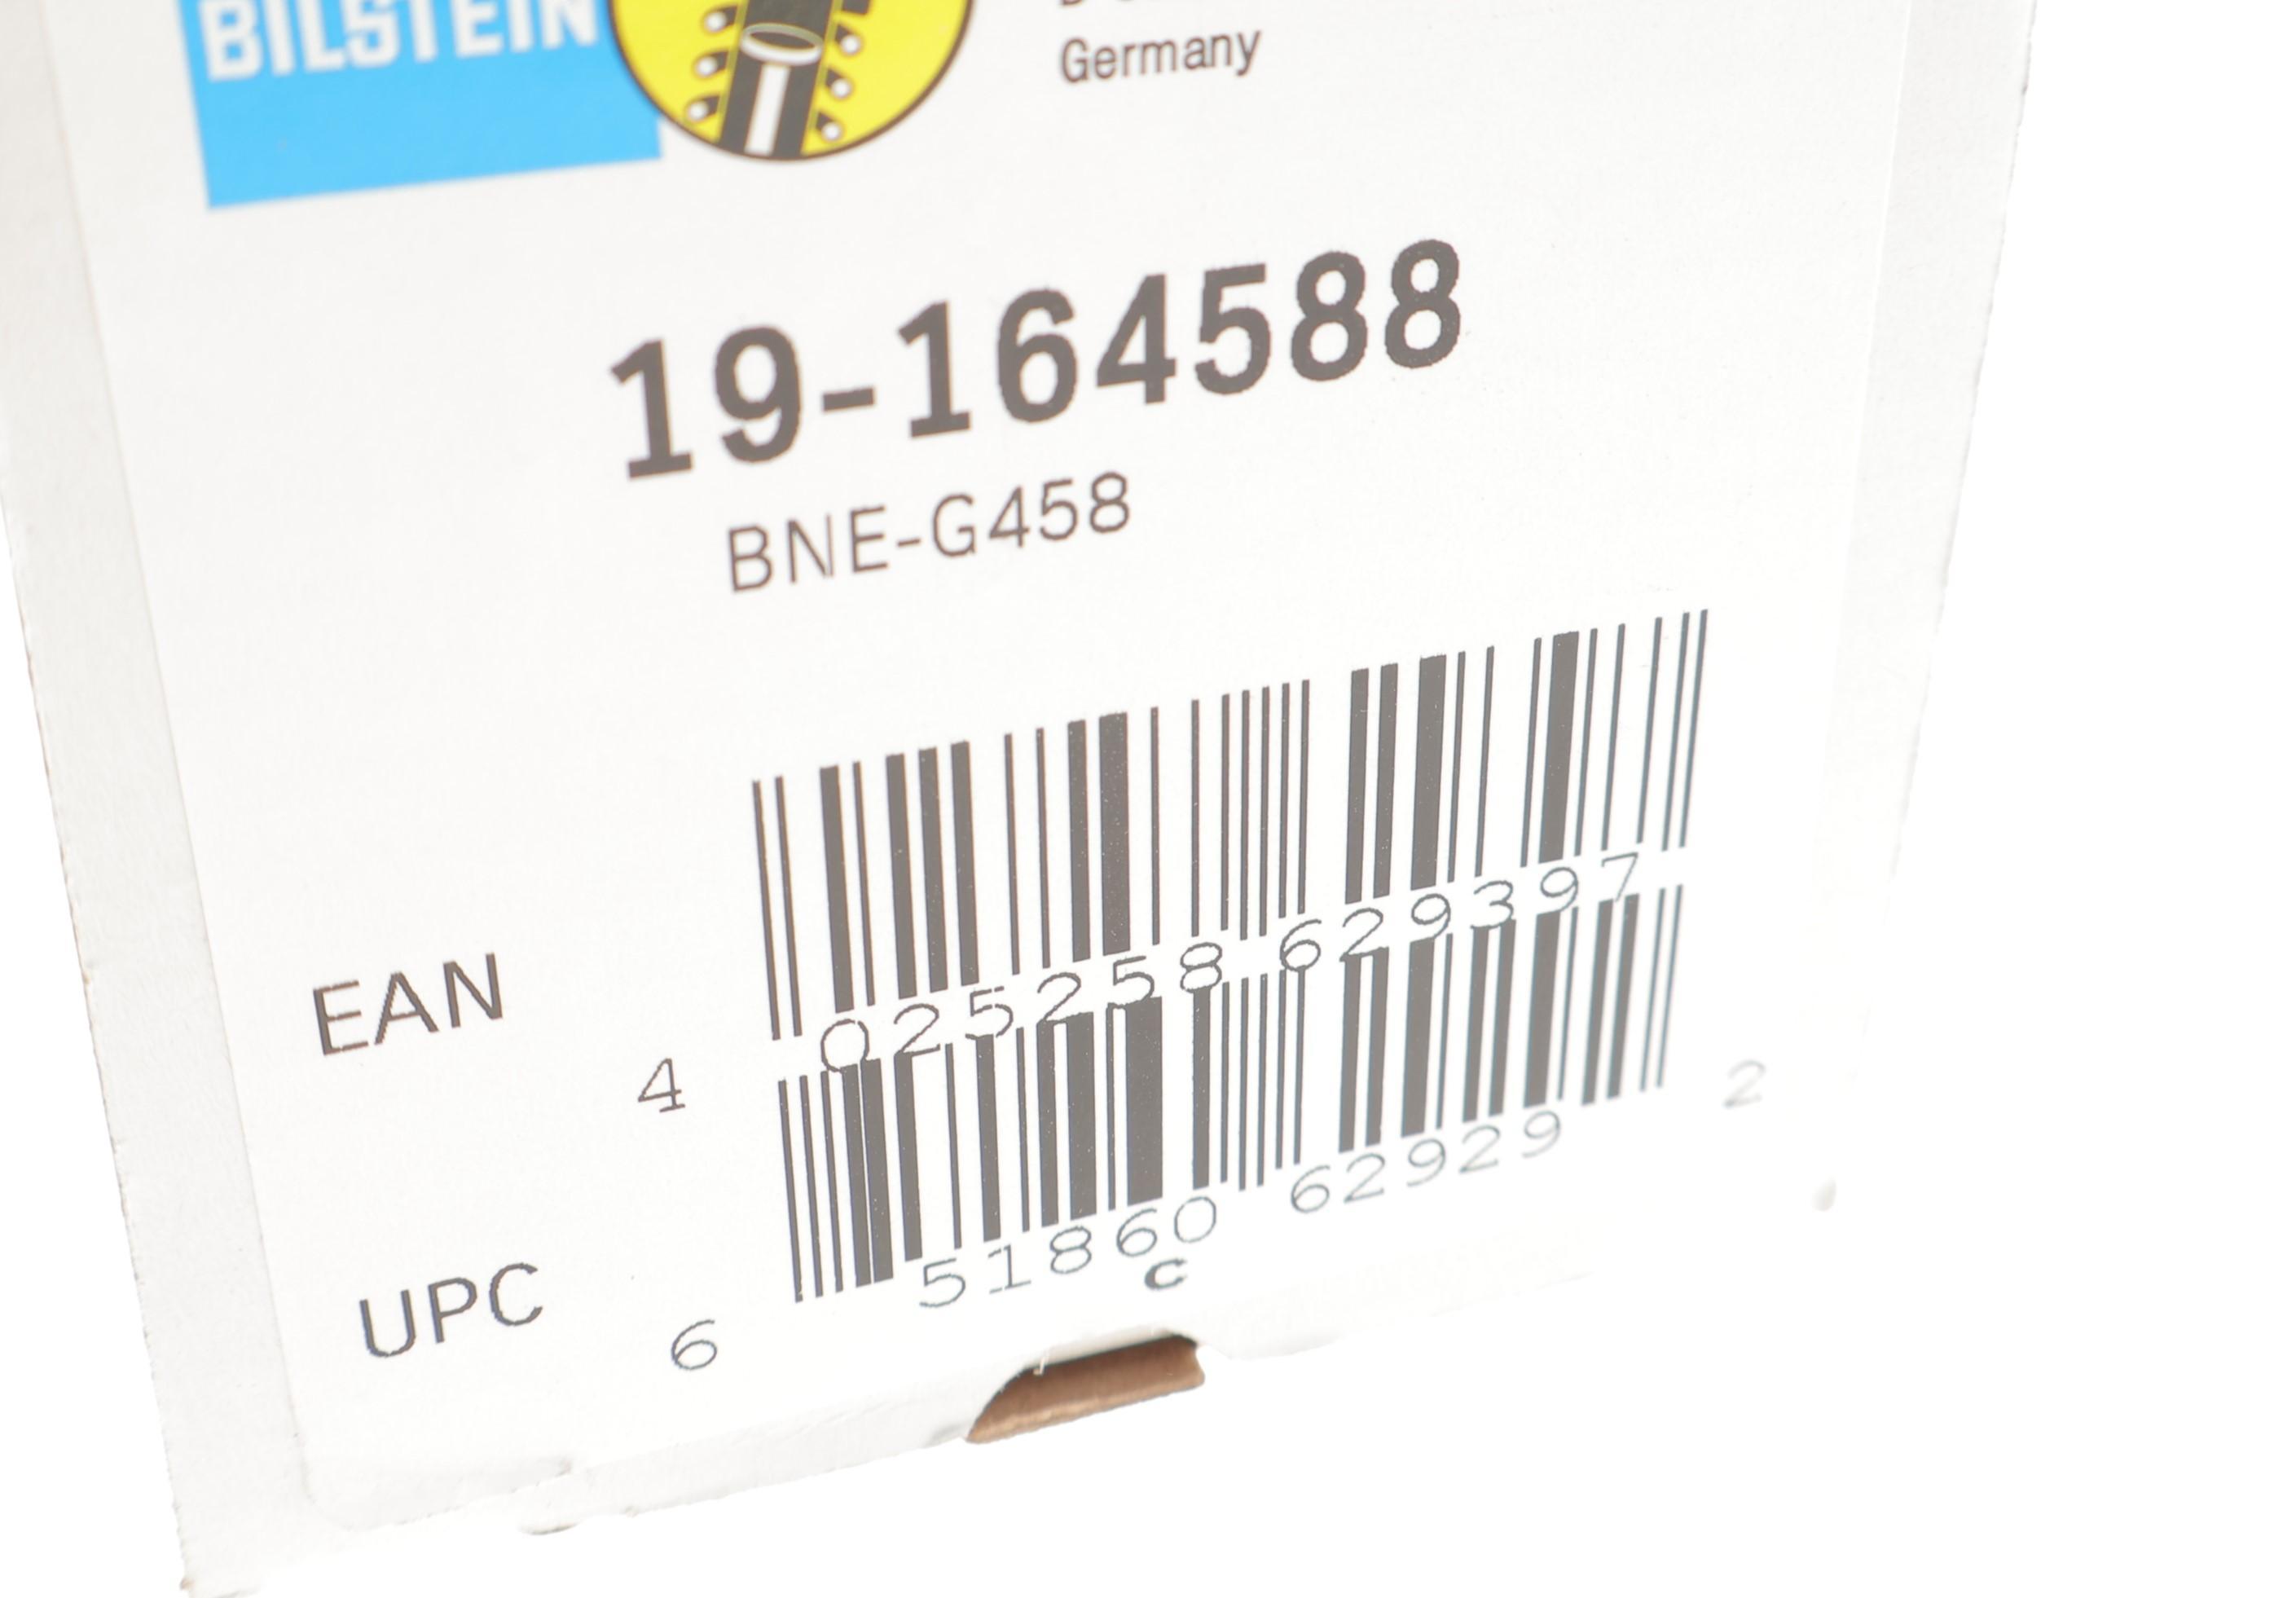 BILSTEIN
Germany
19-164588
BNE-G458
EAN
4 025258 629397
UPC
6 51860 62929 2
C